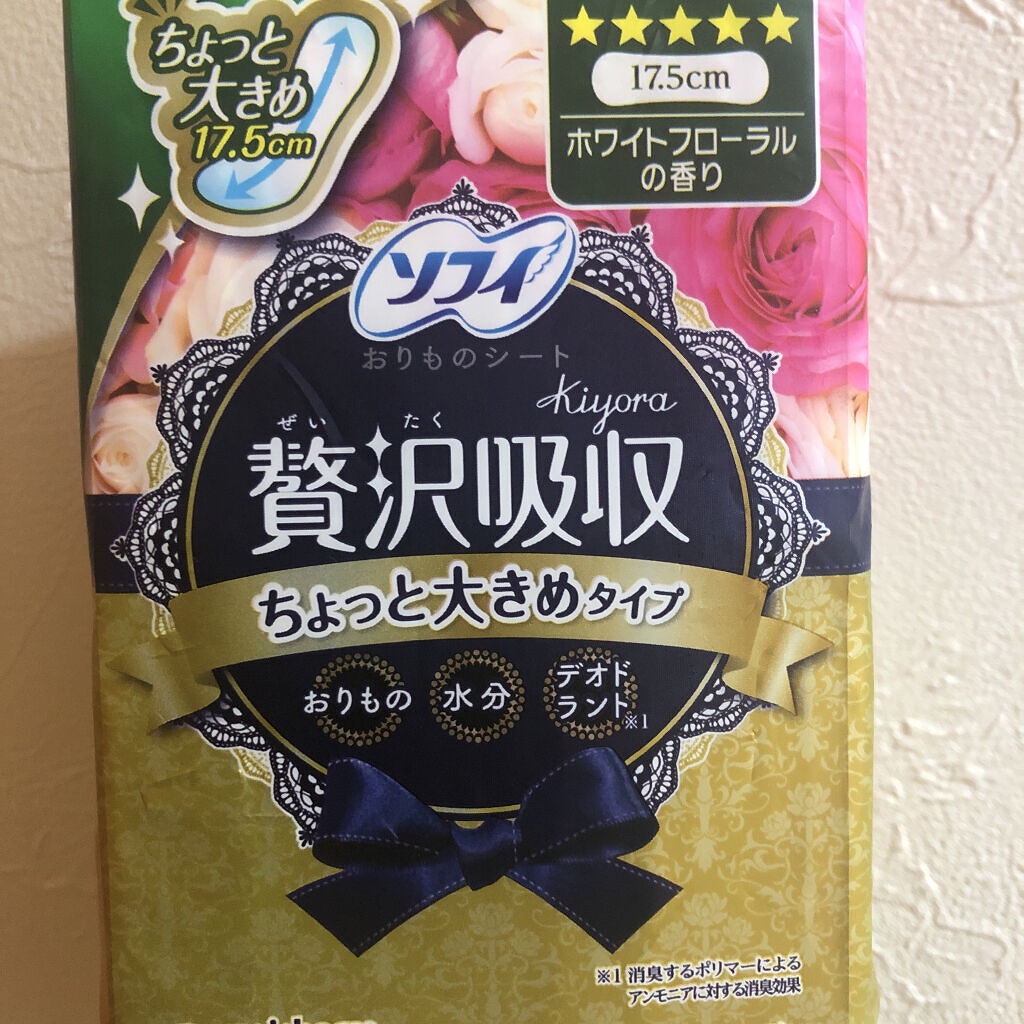 ちょっと
大きめ
17.5cm
★★★★★
17.5cm
ホワイトフローラル
の香り
ソフィ
おりものシート
Kiyora
ぜいたく
贅沢吸収
ちょっと大きめタイプ
おりもの
水分
デオド
ラント※1
※1 消臭するポリマーによる
アンモニアに対する消臭効果